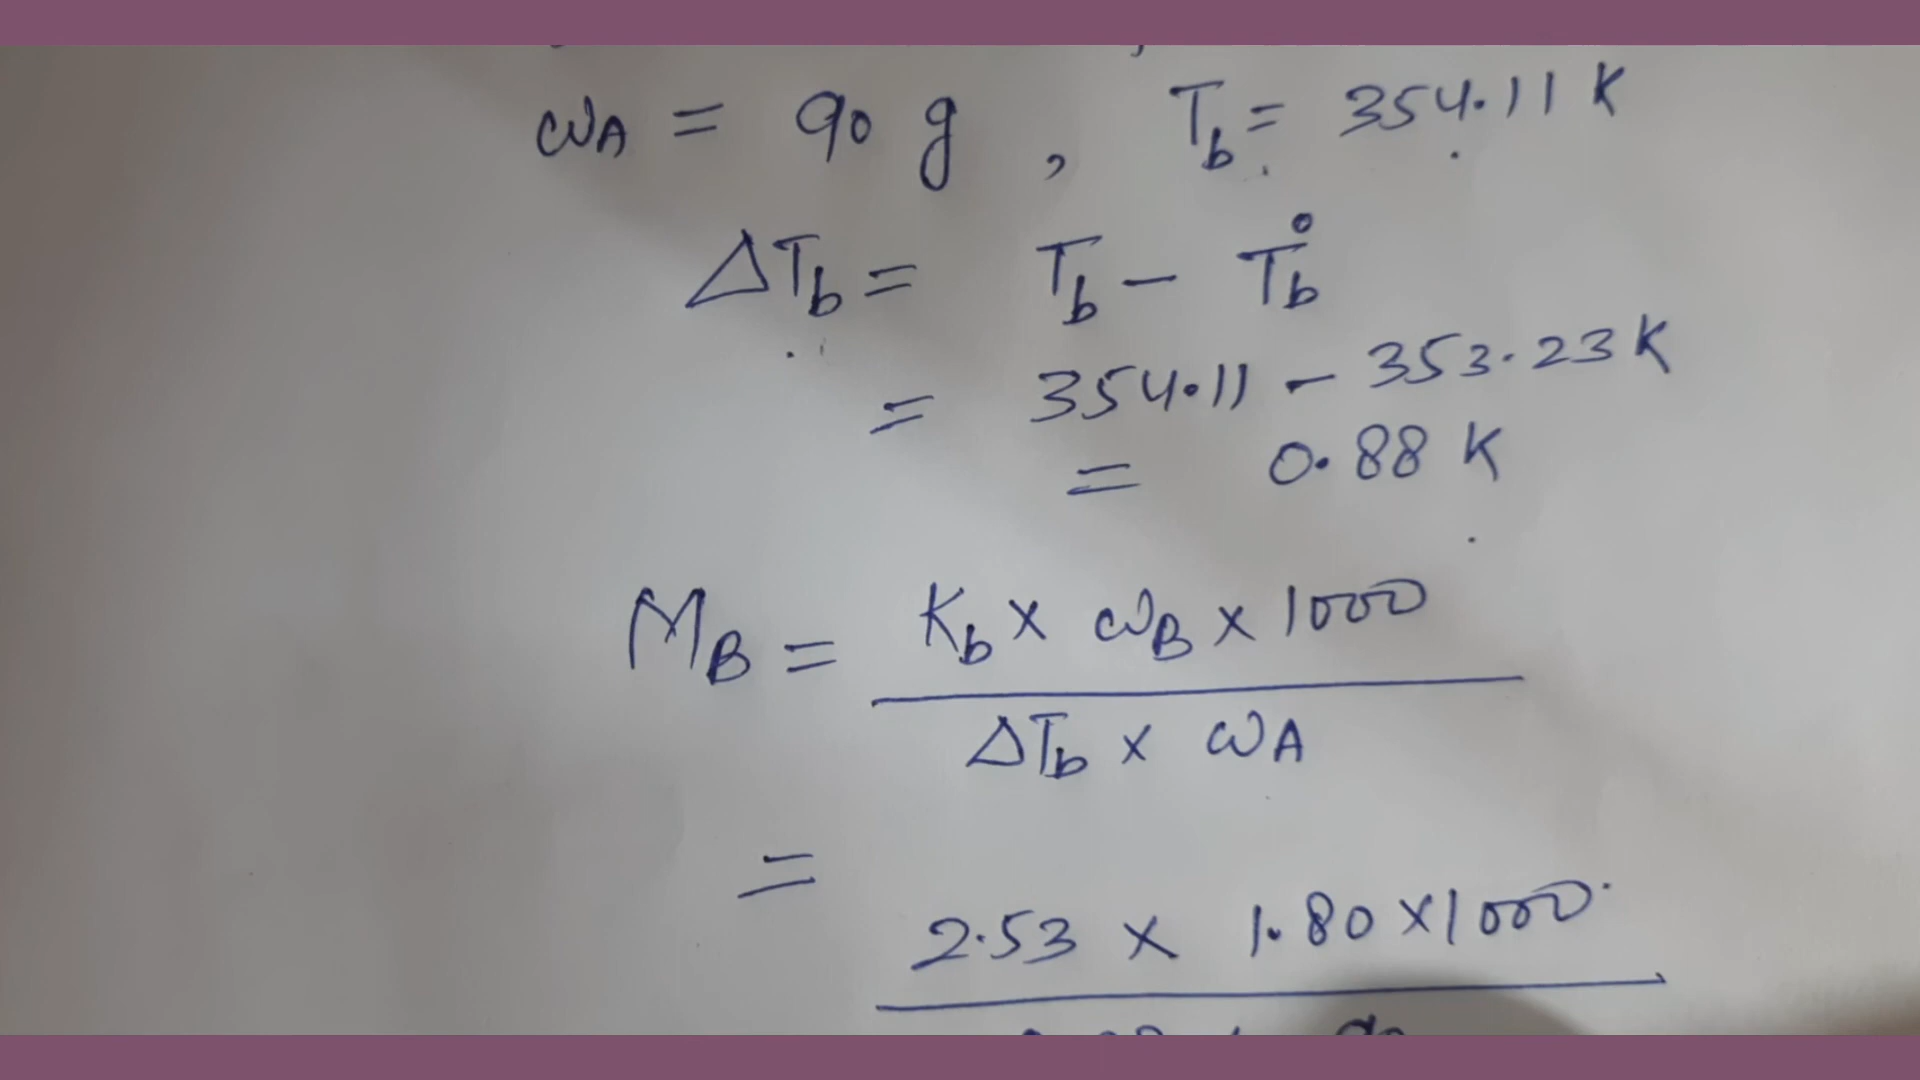 ωA = 90 g , Tb = 354.11 K
ΔTb = Tb - T°b
= 354.11 - 353.23 K
= 0.88 K
MB = Kb × ωB × 1000
ΔTb × ωA
=
2.53 × 1.80 × 1000